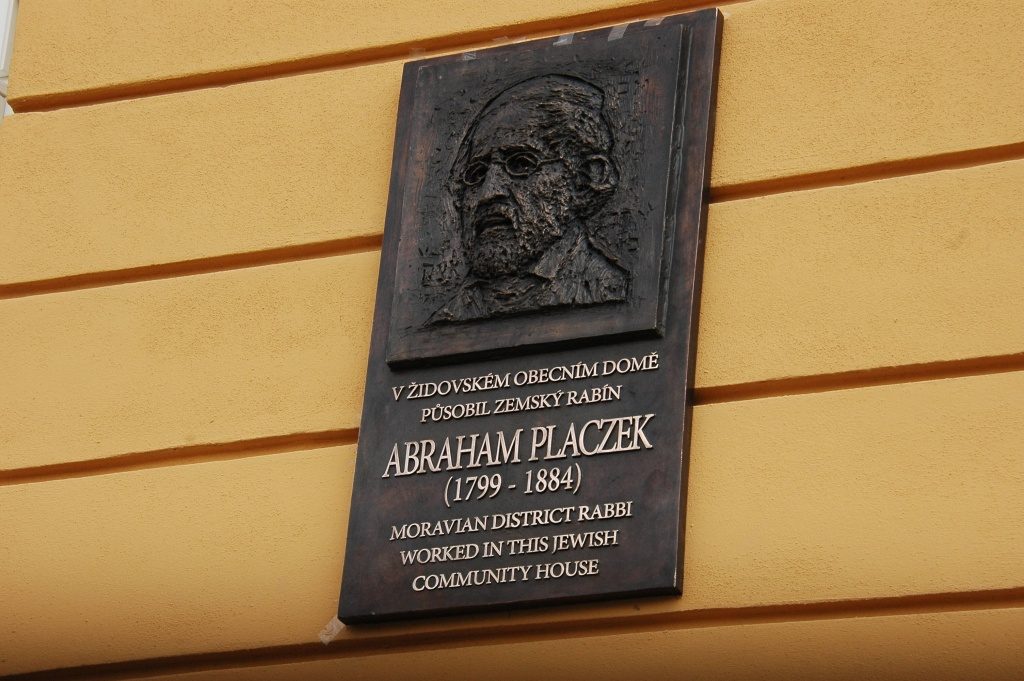 V ŽIDOVSKÉM OBECNÍM DOMĚ
PŮSOBIL ZEMSKÝ RABÍN
ABRAHAM PLACZEK
(1799 - 1884)
MORAVIAN DISTRICT RABBI
WORKED IN THIS JEWISH
COMMUNITY HOUSE